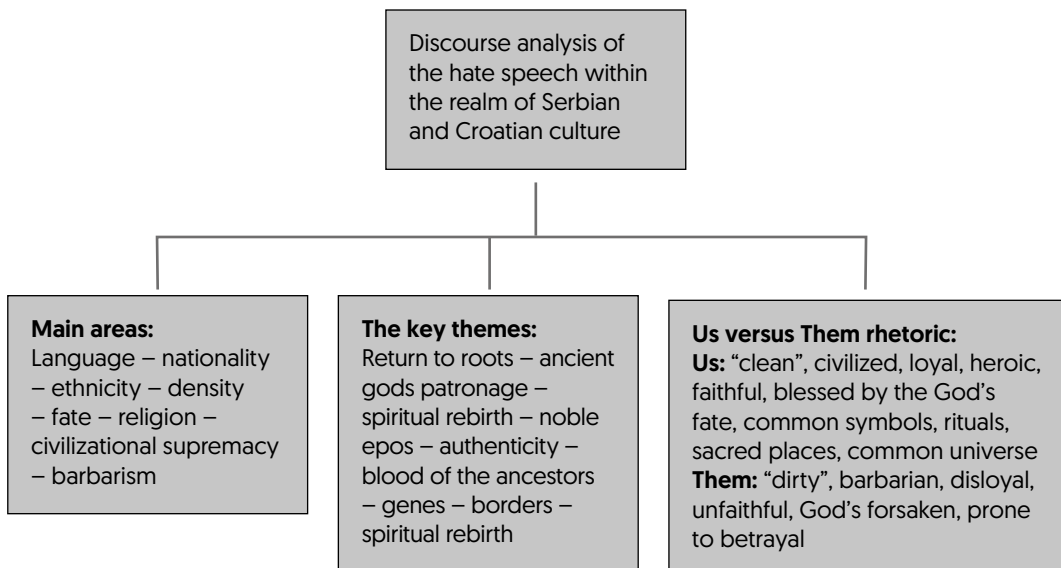 Discourse analysis of
the hate speech within
the realm of Serbian
and Croatian culture
Main areas:
Language – nationality
– ethnicity – density
– fate – religion –
civilizational supremacy
– barbarism
The key themes:
Return to roots – ancient
gods patronage –
spiritual rebirth – noble
epos – authenticity –
blood of the ancestors
– genes – borders –
spiritual rebirth
Us versus Them rhetoric:
Us: “clean”, civilized, loyal, heroic,
faithful, blessed by the God’s
fate, common symbols, rituals,
sacred places, common universe
Them: “dirty”, barbarian, disloyal,
unfaithful, God’s forsaken, prone
to betrayal